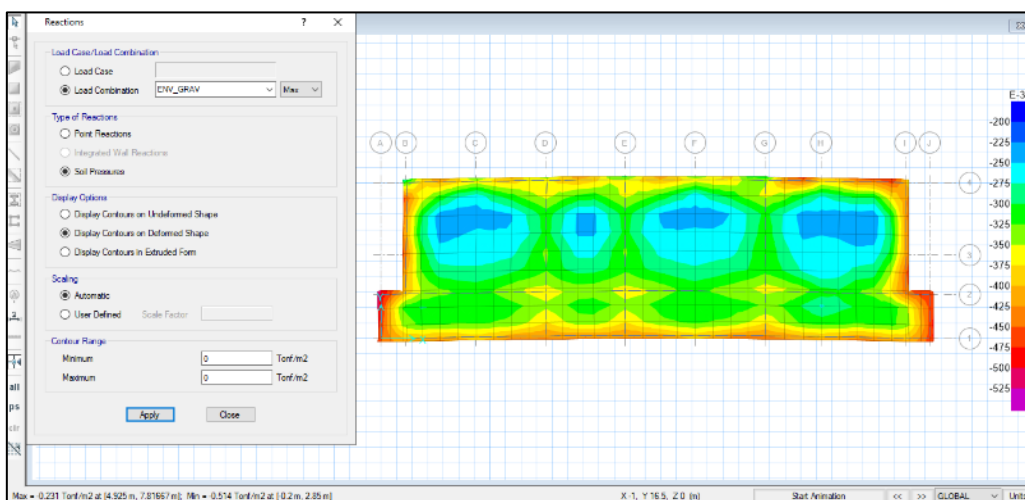 Reactions
? ×
Load Case/Load Combination
Load Case
Load Combination ENV_GRAV Max
Type of Reactions
Point Reactions
Integrated Wall Reactions
Soil Pressures
Display Options
Display Contours on Undeformed Shape
Display Contours on Deformed Shape
Display Contours in Extruded Form
Scaling
Automatic
User Defined Scale Factor
Contour Range
Minimum 0 Tonf/m2
Maximum 0 Tonf/m2
Apply Close
all
ps
clr
A B C D E F G H I J
4
3
2
1
E-3
-200
-225
-250
-275
-300
-325
-350
-375
-400
-425
-450
-475
-500
-525
Max = -0.231 Tonf/m2 at [4.925 m, 7.81667 m]; Min = -0.514 Tonf/m2 at [-0.2 m, 2.85 m]
X -1, Y 16.5, Z 0 (m) Start Animation << >> GLOBAL Units